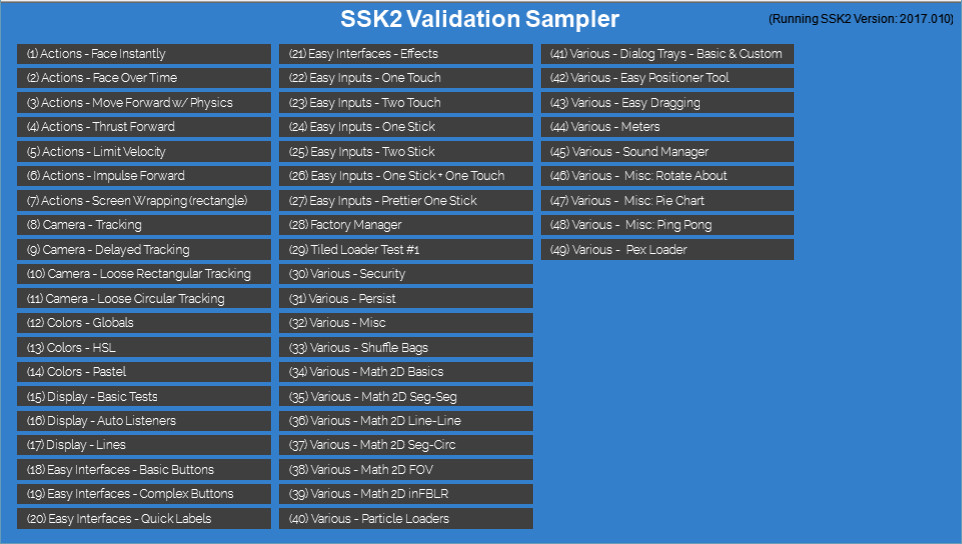 SSK2 Validation Sampler
(Running SSK2 Version: 2017.010)
(1) Actions - Face Instantly
(2) Actions - Face Over Time
(3) Actions - Move Forward w/ Physics
(4) Actions - Thrust Forward
(5) Actions - Limit Velocity
(6) Actions - Impulse Forward
(7) Actions - Screen Wrapping (rectangle)
(8) Camera - Tracking
(9) Camera - Delayed Tracking
(10) Camera - Loose Rectangular Tracking
(11) Camera - Loose Circular Tracking
(12) Colors - Globals
(13) Colors - HSL
(14) Colors - Pastel
(15) Display - Basic Tests
(16) Display - Auto Listeners
(17) Display - Lines
(18) Easy Interfaces - Basic Buttons
(19) Easy Interfaces - Complex Buttons
(20) Easy Interfaces - Quick Labels
(21) Easy Interfaces - Effects
(22) Easy Inputs - One Touch
(23) Easy Inputs - Two Touch
(24) Easy Inputs - One Stick
(25) Easy Inputs - Two Stick
(26) Easy Inputs - One Stick + One Touch
(27) Easy Inputs - Prettier One Stick
(28) Factory Manager
(29) Tiled Loader Test #1
(30) Various - Security
(31) Various - Persist
(32) Various - Misc
(33) Various - Shuffle Bags
(34) Various - Math 2D Basics
(35) Various - Math 2D Seg-Seg
(36) Various - Math 2D Line-Line
(37) Various - Math 2D Seg-Circ
(38) Various - Math 2D FOV
(39) Various - Math 2D inFBLR
(40) Various - Particle Loaders
(41) Various - Dialog Trays - Basic & Custom
(42) Various - Easy Positioner Tool
(43) Various - Easy Dragging
(44) Various - Meters
(45) Various - Sound Manager
(46) Various - Misc: Rotate About
(47) Various - Misc: Pie Chart
(48) Various - Misc: Ping Pong
(49) Various - Pex Loader